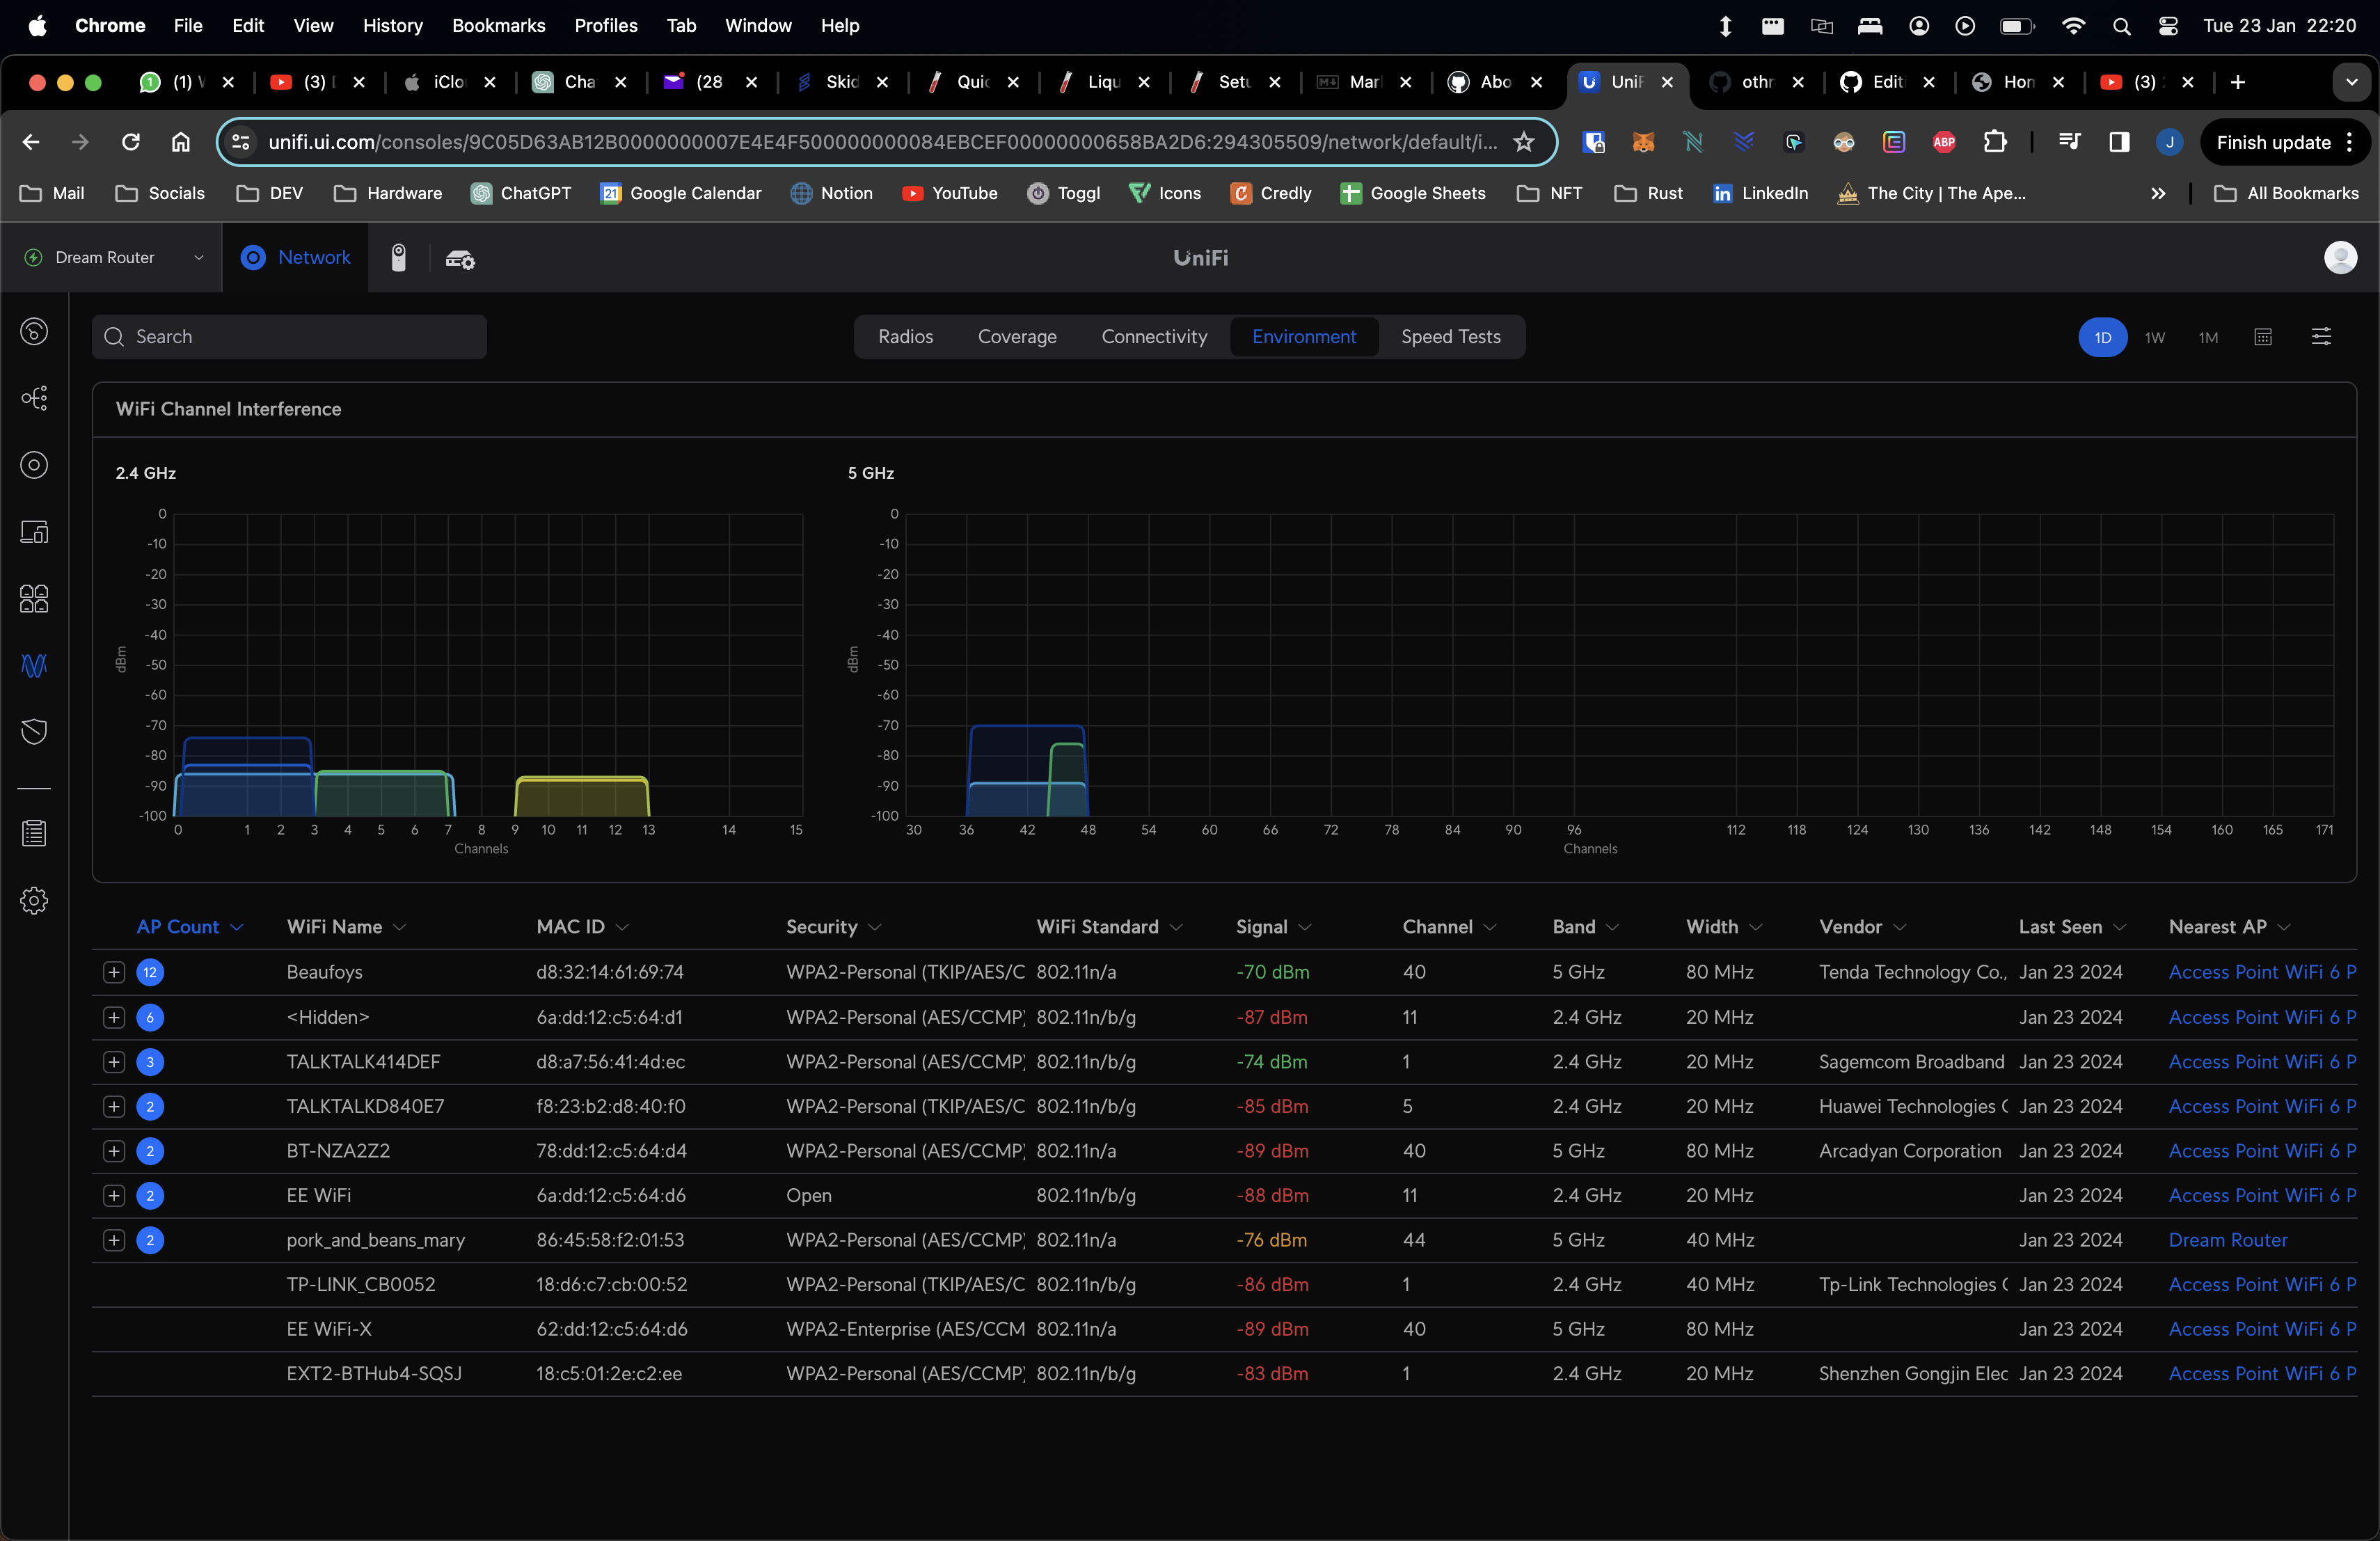 Chrome File Edit View History Bookmarks Profiles Tab Window Help Tue 23 Jan 22:20
(1) (3) iClo Cha (28 Skid Quic Liqu Setu Mar Abo UniF othr Editi Hom (3)
unifi.ui.com/consoles/9C05D63AB12B0000000007E4E4F500000000084EBCEF00000000658BA2D6:294305509/network/default/i... ABP J Finish update
Mail Socials DEV Hardware ChatGPT 21 Google Calendar Notion YouTube Toggl Icons Credly Google Sheets NFT Rust in LinkedIn The City | The Ape... All Bookmarks
Dream Router Network UniFi
Search Radios Coverage Connectivity Environment Speed Tests 1D 1W 1M
WiFi Channel Interference
2.4 GHz
0
-10
-20
-30
-40
-50
-60
-70
-80
-90
-100
dBm
0 1 2 3 4 5 6 7 8 9 10 11 12 13 14 15
Channels
5 GHz
0
-10
-20
-30
-40
-50
-60
-70
-80
-90
-100
dBm
30 36 42 48 54 60 66 72 78 84 90 96 112 118 124 130 136 142 148 154 160 165 171
Channels
AP Count WiFi Name MAC ID Security WiFi Standard Signal Channel Band Width Vendor Last Seen Nearest AP
12 Beaufoys d8:32:14:61:69:74 WPA2-Personal (TKIP/AES/C 802.11n/a -70 dBm 40 5 GHz 80 MHz Tenda Technology Co., Jan 23 2024 Access Point WiFi 6 P
6 <Hidden> 6a:dd:12:c5:64:d1 WPA2-Personal (AES/CCMP) 802.11n/b/g -87 dBm 11 2.4 GHz 20 MHz Jan 23 2024 Access Point WiFi 6 P
3 TALKTALK414DEF d8:a7:56:41:4d:ec WPA2-Personal (AES/CCMP) 802.11n/b/g -74 dBm 1 2.4 GHz 20 MHz Sagemcom Broadband Jan 23 2024 Access Point WiFi 6 P
2 TALKTALKD840E7 f8:23:b2:d8:40:f0 WPA2-Personal (TKIP/AES/C 802.11n/b/g -85 dBm 5 2.4 GHz 20 MHz Huawei Technologies C Jan 23 2024 Access Point WiFi 6 P
2 BT-NZA2Z2 78:dd:12:c5:64:d4 WPA2-Personal (AES/CCMP) 802.11n/a -89 dBm 40 5 GHz 80 MHz Arcadyan Corporation Jan 23 2024 Access Point WiFi 6 P
2 EE WiFi 6a:dd:12:c5:64:d6 Open 802.11n/b/g -88 dBm 11 2.4 GHz 20 MHz Jan 23 2024 Access Point WiFi 6 P
2 pork_and_beans_mary 86:45:58:f2:01:53 WPA2-Personal (AES/CCMP) 802.11n/a -76 dBm 44 5 GHz 40 MHz Jan 23 2024 Dream Router
TP-LINK_CB0052 18:d6:c7:cb:00:52 WPA2-Personal (TKIP/AES/C 802.11n/b/g -86 dBm 1 2.4 GHz 40 MHz Tp-Link Technologies C Jan 23 2024 Access Point WiFi 6 P
EE WiFi-X 62:dd:12:c5:64:d6 WPA2-Enterprise (AES/CCM 802.11n/a -89 dBm 40 5 GHz 80 MHz Jan 23 2024 Access Point WiFi 6 P
EXT2-BTHub4-SQSJ 18:c5:01:2e:c2:ee WPA2-Personal (AES/CCMP) 802.11n/b/g -83 dBm 1 2.4 GHz 20 MHz Shenzhen Gongjin Elec Jan 23 2024 Access Point WiFi 6 P